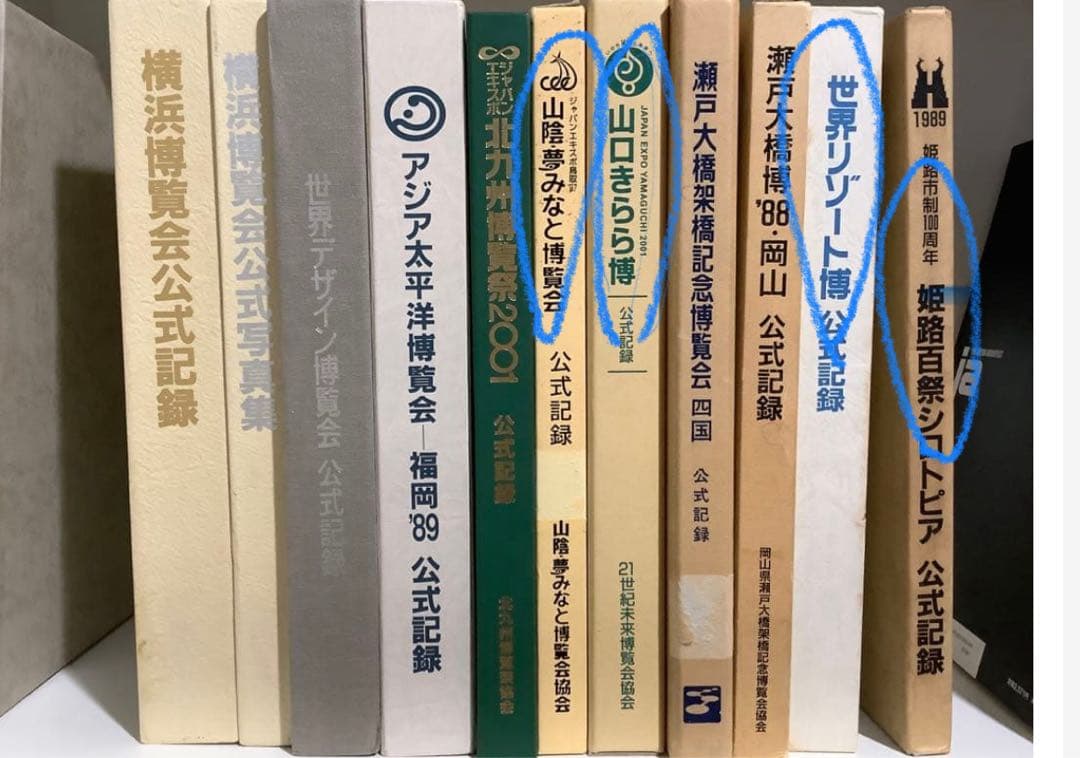 横浜博覧会公式記録
横浜博覧会公式写真集
世界デザイン博覧会 公式記録
アジア太平洋博覧会―福岡'89 公式記録
ジャパンエキスポ
北九州博覧祭2001 公式記録
北九州博覧祭協会
ジャパンエキスポ鳥取'97
山陰・夢みなと博覧会 公式記録
山陰・夢みなと博覧会協会
JAPAN EXPO YAMAGUCHI 2001
山口きらら博
公式記録
21世紀未来博覧会協会
瀬戸大橋架橋記念博覧会 四国 公式記録
瀬戸大橋博'88・岡山 公式記録
岡山県瀬戸大橋架橋記念博覧会協会
世界リゾート博 公式記録
1989
姫路市制100周年
姫路百祭シロトピア 公式記録